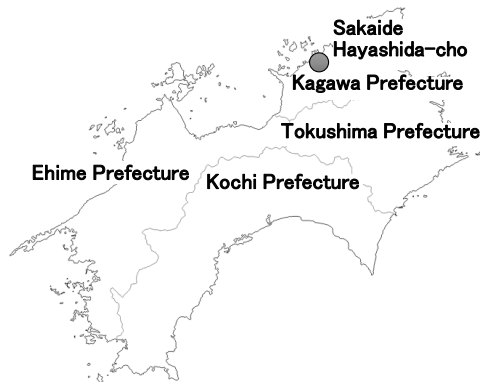 Sakaide
Hayashida-cho
Kagawa Prefecture
Tokushima Prefecture
Ehime Prefecture
Kochi Prefecture